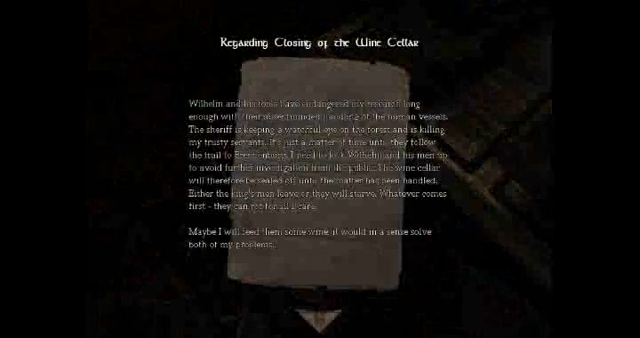 Regarding Closing of the Wine Cellar
Wilhelm and his fools have endangered my research long
enough with their absentminded handling of the human vessels.
The sheriff is keeping a watchful eye on the forest and is killing
my trusty servants. It's just a matter of time until they follow
the trail to Brennenburg. I need to lock Wilhelm and his men up
to avoid further investigation from the public. The wine cellar
will therefore be sealed off until the matter has been handled.
Either the king's men leave or they will starve. Whatever comes
first - they can rot for all I care.
Maybe I will feed them some wine, it would in a sense solve
both of my problems.